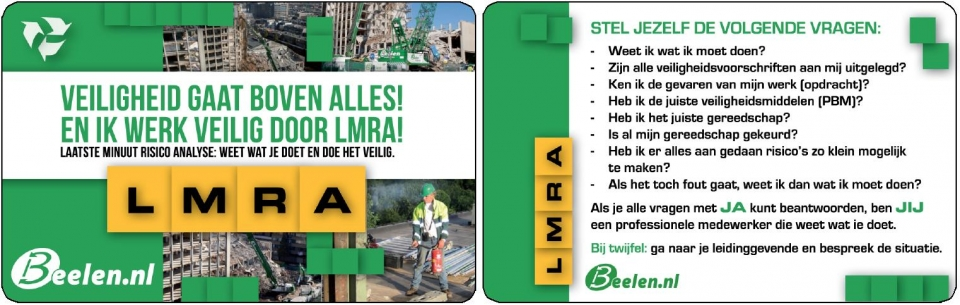 VEILIGHEID GAAT BOVEN ALLES!
EN IK WERK VEILIG DOOR LMRA!
LAATSTE MINUUT RISICO ANALYSE: WEET WAT JE DOET EN DOE HET VEILIG.
L M R A
Beelen.nl
Beelen
STEL JEZELF DE VOLGENDE VRAGEN:
- Weet ik wat ik moet doen?
- Zijn alle veiligheidsvoorschriften aan mij uitgelegd?
- Ken ik de gevaren van mijn werk (opdracht)?
- Heb ik de juiste veiligheidsmiddelen (PBM)?
- Heb ik het juiste gereedschap?
- Is al mijn gereedschap gekeurd?
- Heb ik er alles aan gedaan risico's zo klein mogelijk
te maken?
- Als het toch fout gaat, weet ik dan wat ik moet doen?
Als je alle vragen met JA kunt beantwoorden, ben JIJ
een professionele medewerker die weet wat ie doet.
Bij twijfel: ga naar je leidinggevende en bespreek de situatie.
L M R A
Beelen.nl